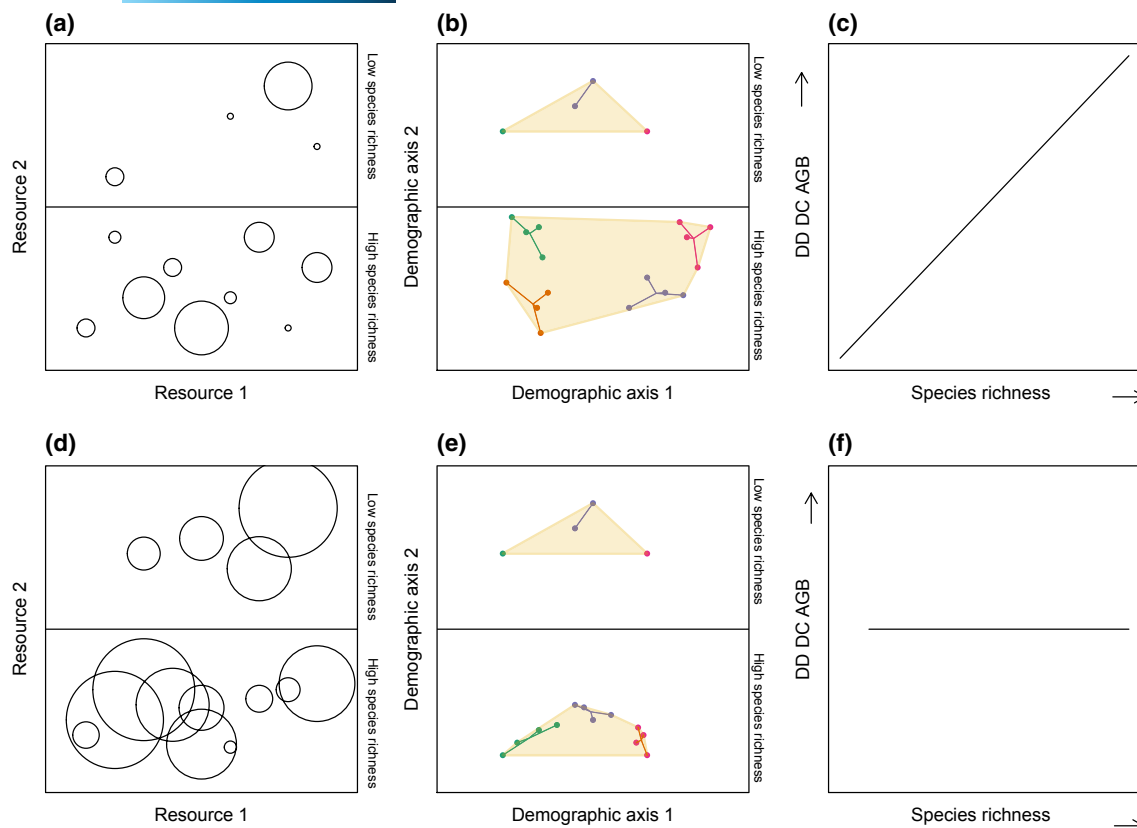 (a)
Resource 2
Low species richness
High species richness
Resource 1
(b)
Demographic axis 2
Low species richness
High species richness
Demographic axis 1
(c)
DD DC AGB
Species richness
(d)
Resource 2
Low species richness
High species richness
Resource 1
(e)
Demographic axis 2
Low species richness
High species richness
Demographic axis 1
(f)
DD DC AGB
Species richness